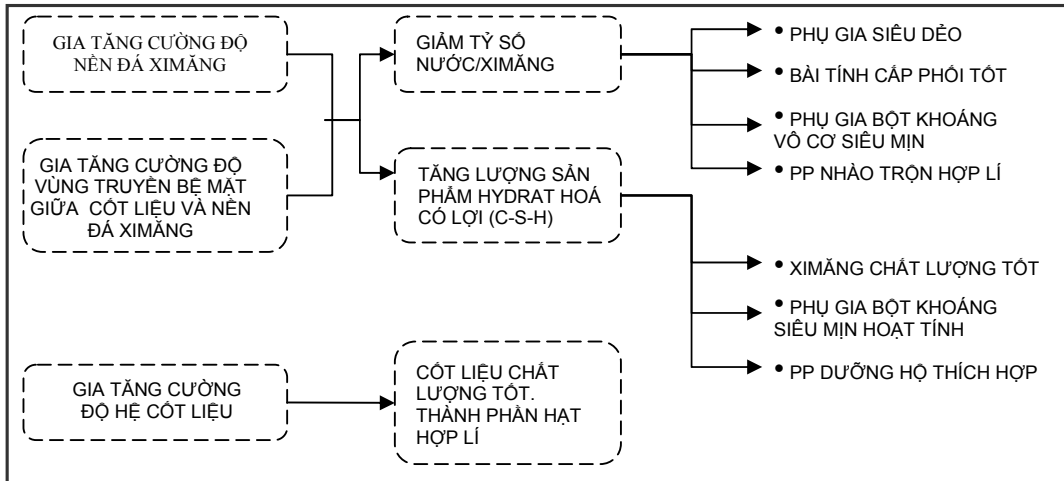 GIA TĂNG CƯỜNG ĐỘ
NỀN ĐÁ XIMĂNG
GIA TĂNG CƯỜNG ĐỘ
VÙNG TRUYỀN BỀ MẶT
GIỮA CỐT LIỆU VÀ NỀN
ĐÁ XIMĂNG
GIA TĂNG CƯỜNG
ĐỘ HỆ CỐT LIỆU
GIẢM TỶ SỐ
NƯỚC/XIMĂNG
TĂNG LƯỢNG SẢN
PHẨM HYDRAT HOÁ
CÓ LỢI (C-S-H)
CỐT LIỆU CHẤT
LƯỢNG TỐT.
THÀNH PHẦN HẠT
HỢP LÍ
• PHỤ GIA SIÊU DẺO
• BÀI TÍNH CẤP PHỐI TỐT
• PHỤ GIA BỘT KHOÁNG
VÔ CƠ SIÊU MỊN
• PP NHÀO TRỘN HỢP LÍ
• XIMĂNG CHẤT LƯỢNG TỐT
• PHỤ GIA BỘT KHOÁNG
SIÊU MỊN HOẠT TÍNH
• PP DƯỠNG HỘ THÍCH HỢP